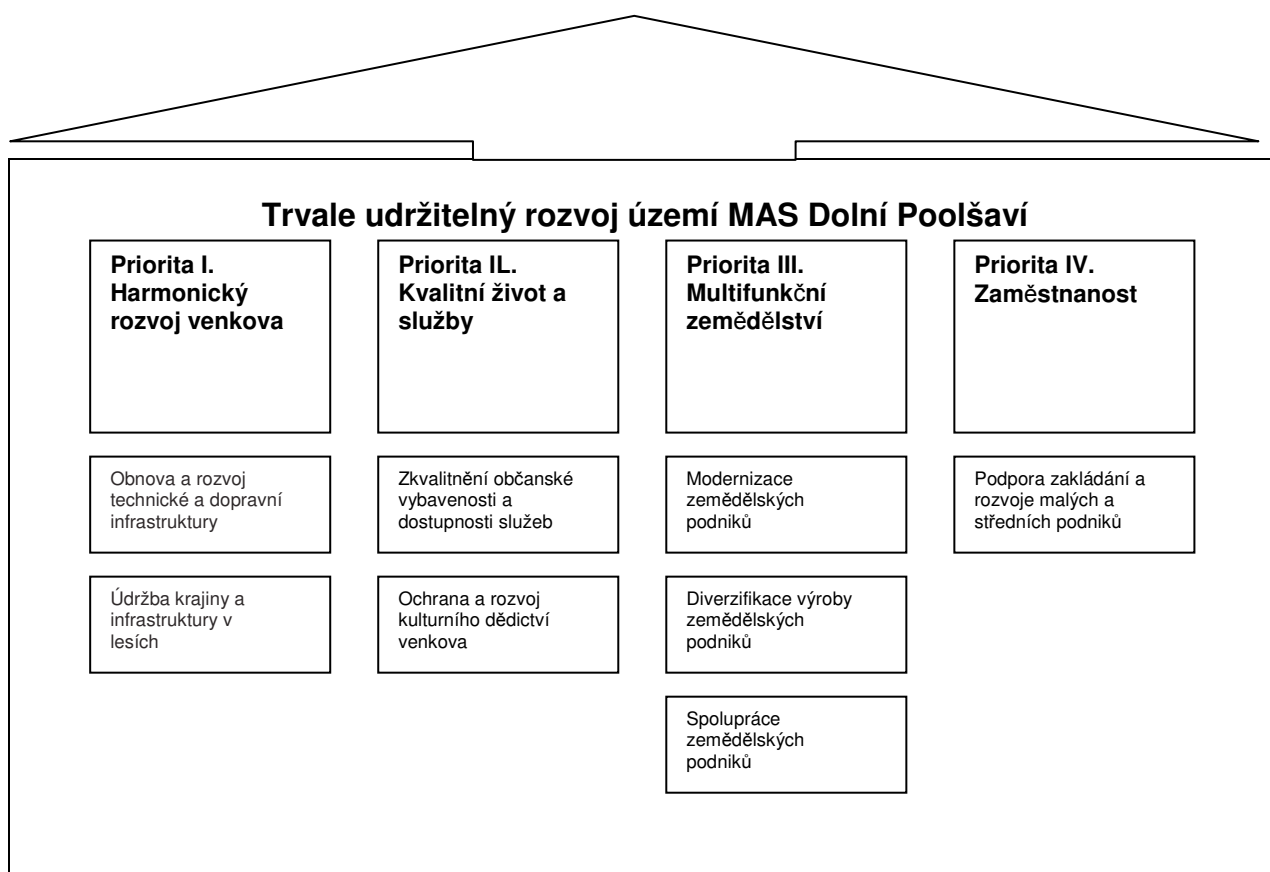 Trvale udržitelný rozvoj území MAS Dolní Poolšaví
Priorita I.
Harmonický
rozvoj venkova
Priorita IL.
Kvalitní život a
služby
Priorita III.
Multifunkční
zemědělství
Priorita IV.
Zaměstnanost
Obnova a rozvoj
technické a dopravní
infrastruktury
Zkvalitnění občanské
vybavenosti a
dostupnosti služeb
Modernizace
zemědělských
podniků
Podpora zakládání a
rozvoje malých a
středních podniků
Údržba krajiny a
infrastruktury v
lesích
Ochrana a rozvoj
kulturního dědictví
venkova
Diverzifikace výroby
zemědělských
podniků
Spolupráce
zemědělských
podniků